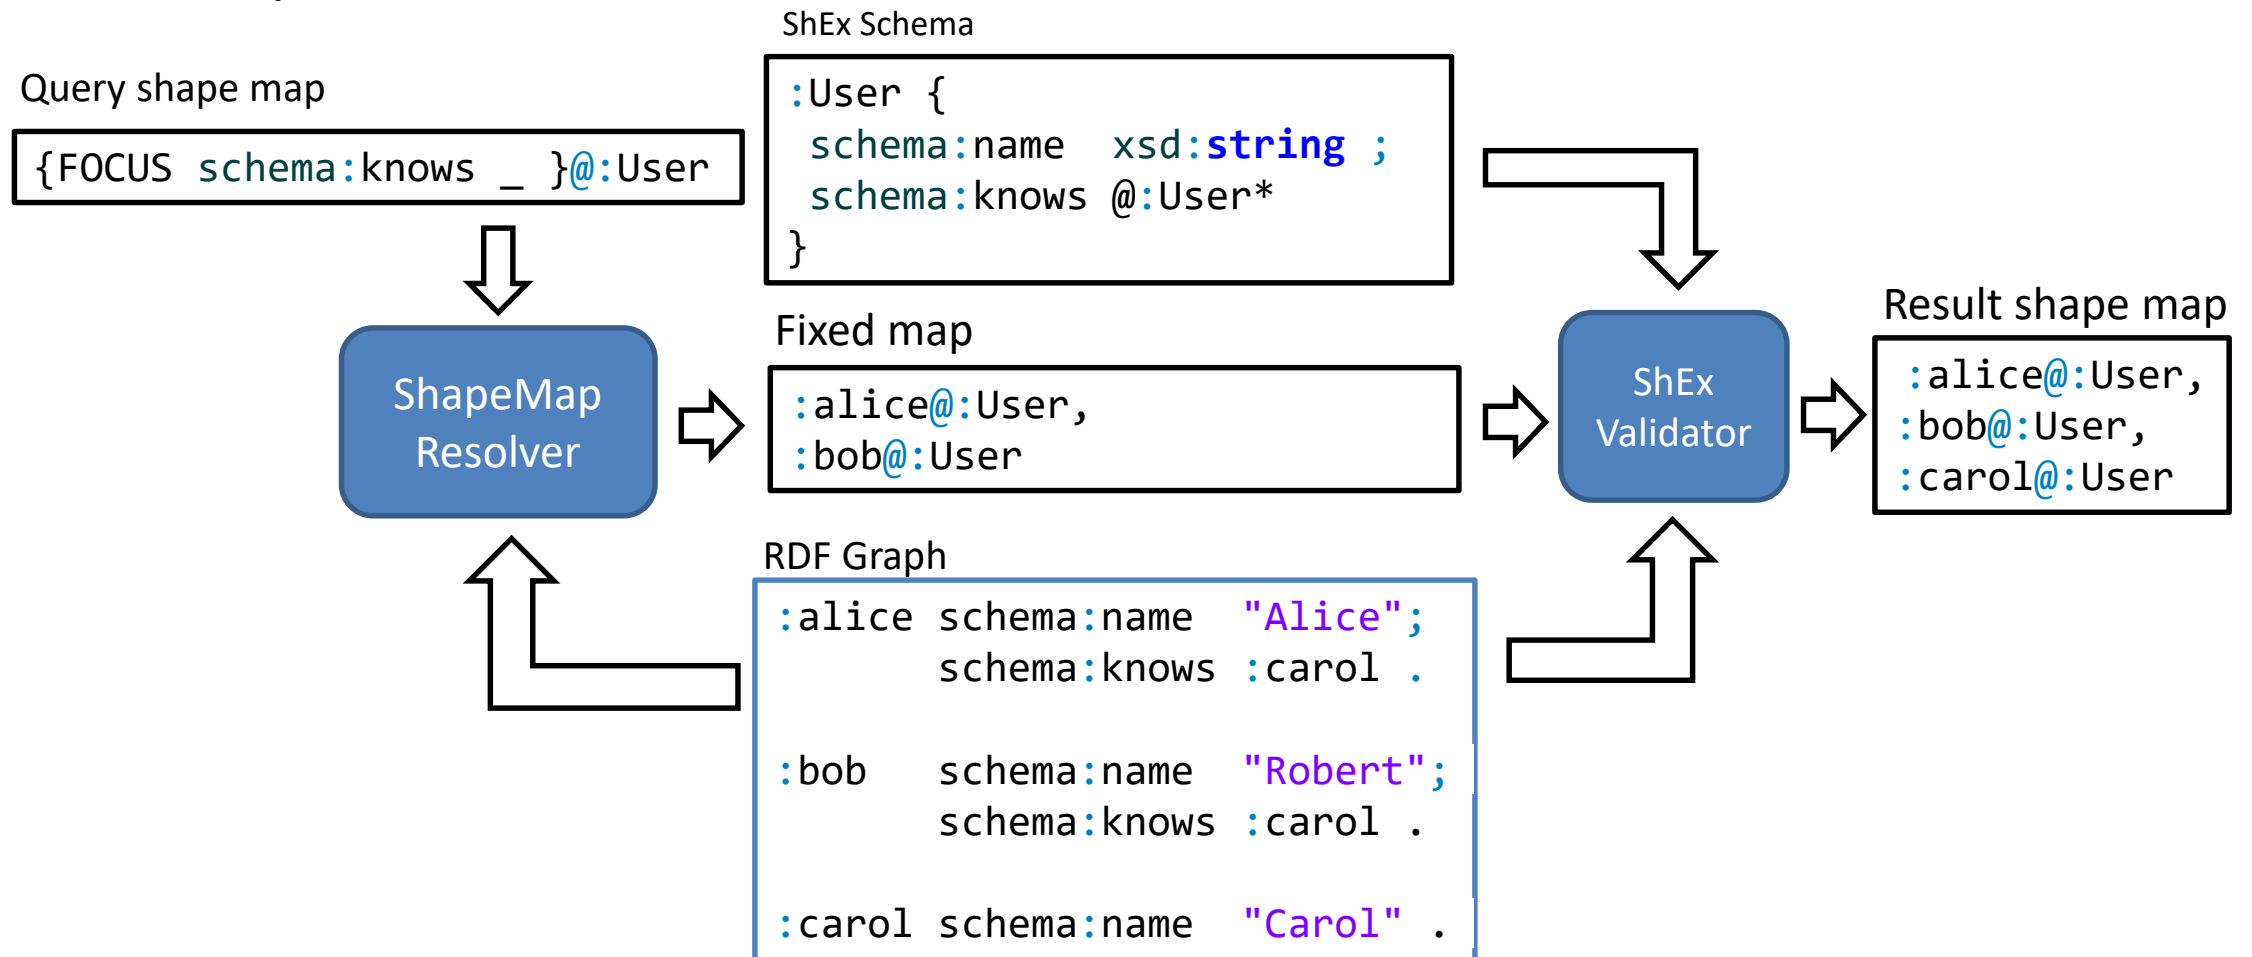 ShEx Schema
Query shape map
{FOCUS schema:knows _ }@:User
:User {
schema:name xsd:string ;
schema:knows @:User*
}
ShapeMap
Resolver
Fixed map
:alice@:User,
:bob@:User
ShEx
Validator
Result shape map
:alice@:User,
:bob@:User,
:carol@:User
RDF Graph
:alice schema:name "Alice";
schema:knows :carol .
:bob schema:name "Robert";
schema:knows :carol .
:carol schema:name "Carol" .